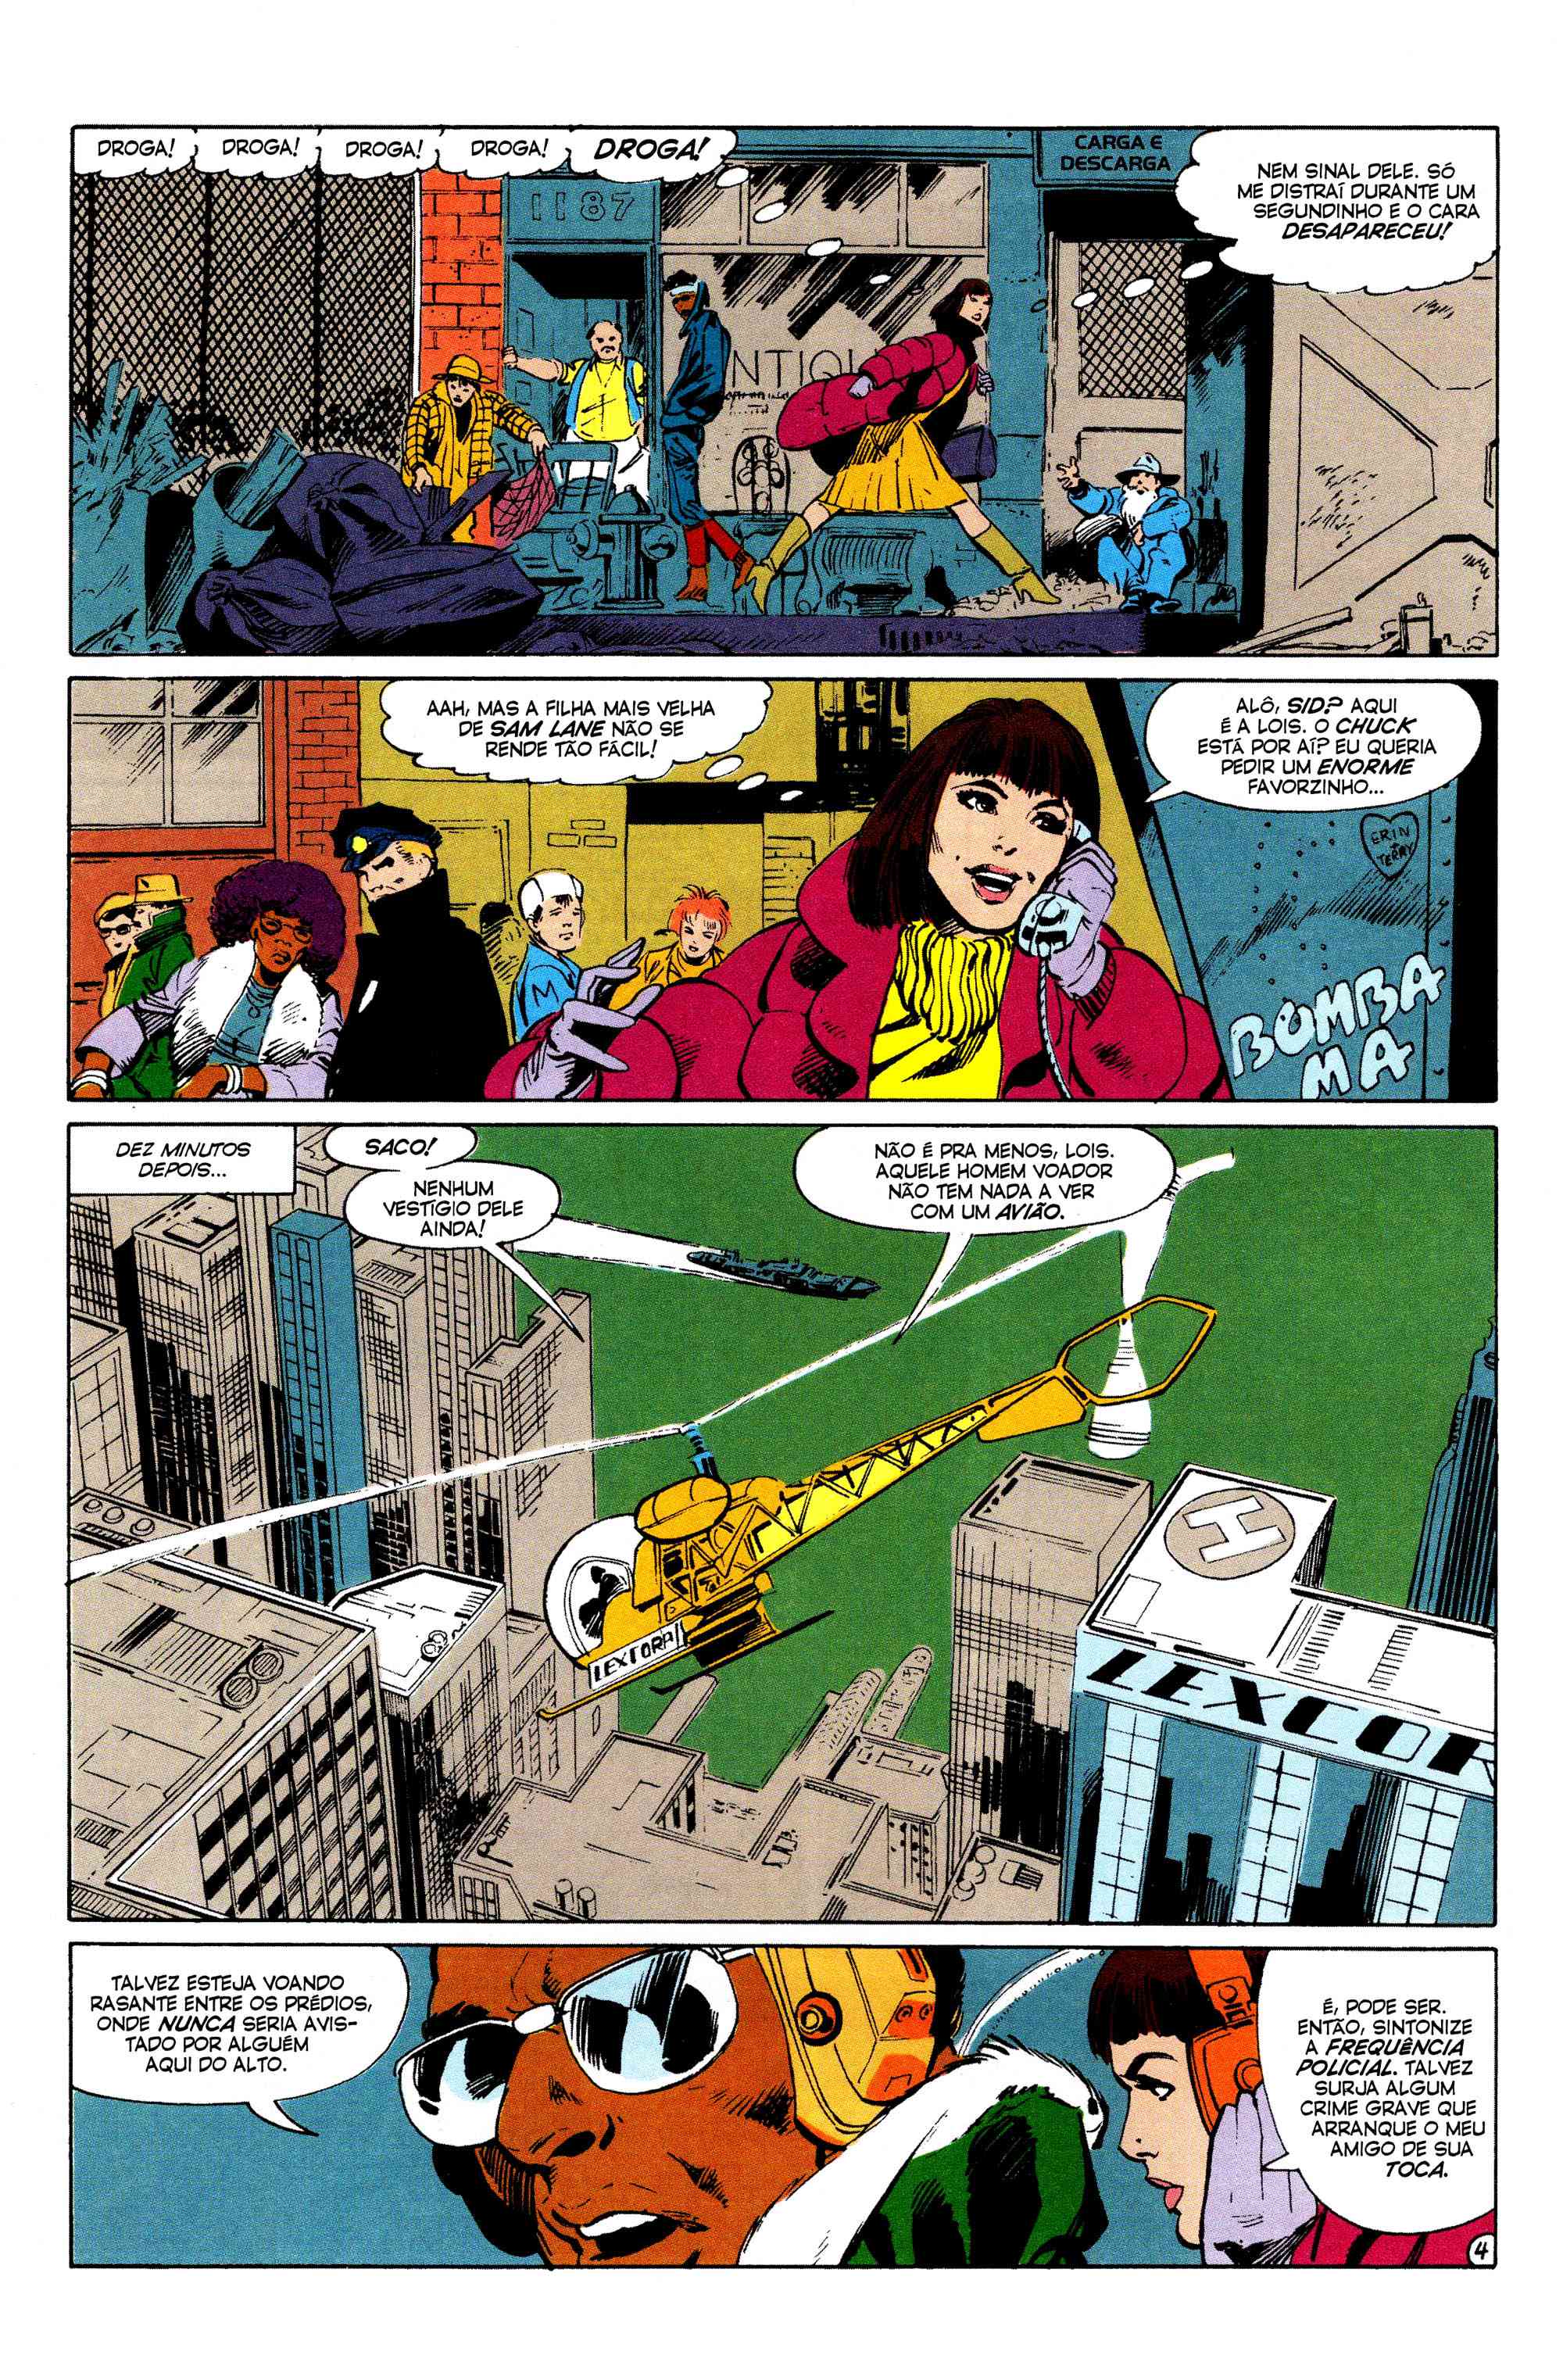 DROGA!
DROGA!
DROGA!
DROGA!
DROGA!
1187
NTIQU
CARGA E
DESCARGA
NEM SINAL DELE. SÓ
ME DISTRAÍ DURANTE UM
SEGUNDINHO E O CARA
DESAPARECEU!
AAH, MAS A FILHA MAIS VELHA
DE SAM LANE NÃO SE
RENDE TÃO FÁCIL!
M
ALÔ, SID? AQUI
É A LOIS. O CHUCK
ESTÁ POR AÍ? EU QUERIA
PEDIR UM ENORME
FAVORZINHO...
ERIN
+
TERRY
BOMBA
MA
DEZ MINUTOS
DEPOIS...
SACO!
NENHUM
VESTÍGIO DELE
AINDA!
NÃO É PRA MENOS, LOIS.
AQUELE HOMEM VOADOR
NÃO TEM NADA A VER
COM UM AVIÃO.
H
LEXCORP
LEXCOR
TALVEZ ESTEJA VOANDO
RASANTE ENTRE OS PRÉDIOS,
ONDE NUNCA SERIA AVIS-
TADO POR ALGUÉM
AQUI DO ALTO.
É, PODE SER.
ENTÃO, SINTONIZE
A FREQUÊNCIA
POLICIAL. TALVEZ
SURJA ALGUM
CRIME GRAVE QUE
ARRANQUE O MEU
AMIGO DE SUA
TOCA.
4